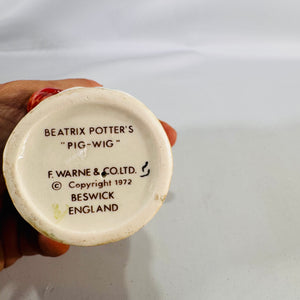 BEATRIX POTTER'S
"PIG-WIG"
F. WARNE & CO. LTD.
© Copyright 1972
BESWICK
ENGLAND